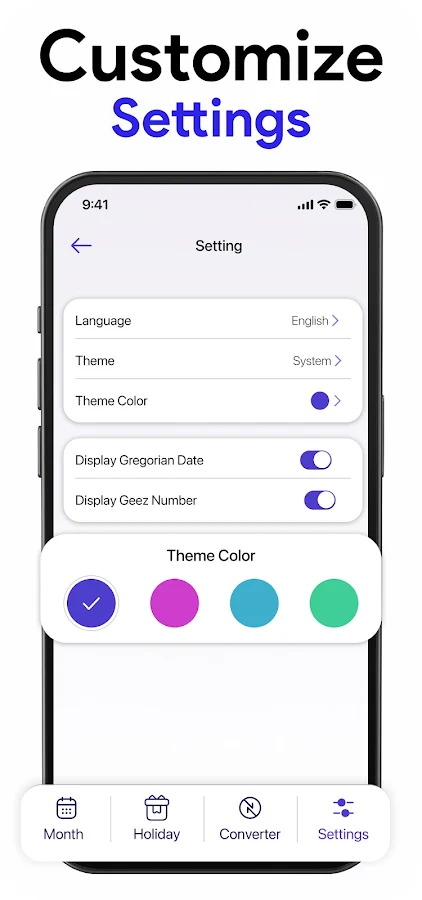 Customize
Settings
9:41
Setting
Language English
Theme System
Theme Color
Display Gregorian Date
Display Geez Number
Theme Color
Month Holiday Converter Settings